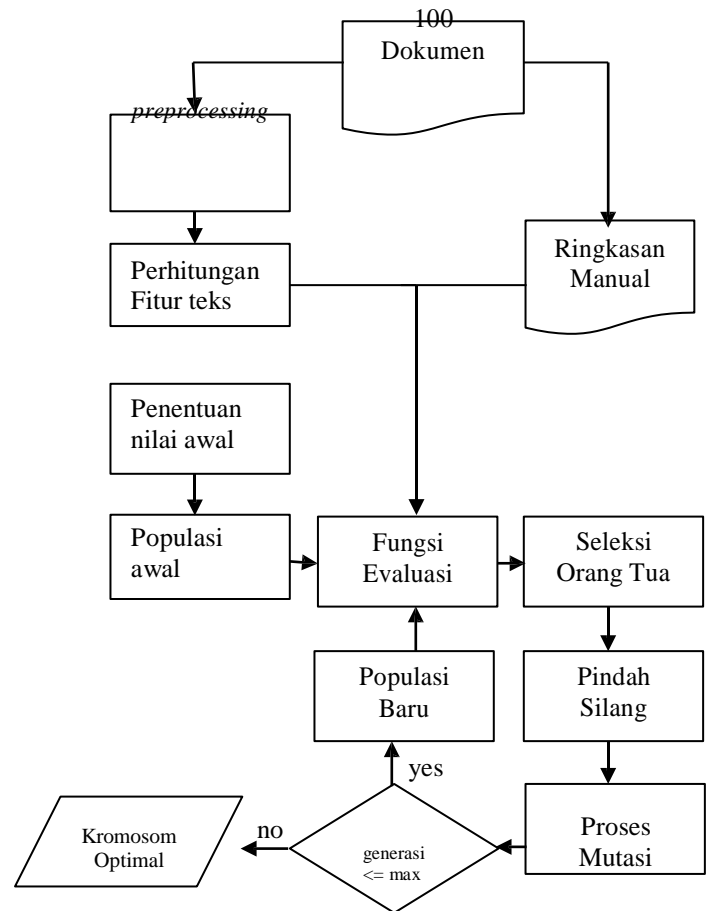 100
Dokumen
preprocessing
Perhitungan
Fitur teks
Ringkasan
Manual
Penentuan
nilai awal
Populasi
awal
Fungsi
Evaluasi
Seleksi
Orang Tua
Populasi
Baru
Pindah
Silang
yes
no
Kromosom
Optimal
generasi
<= max
Proses
Mutasi